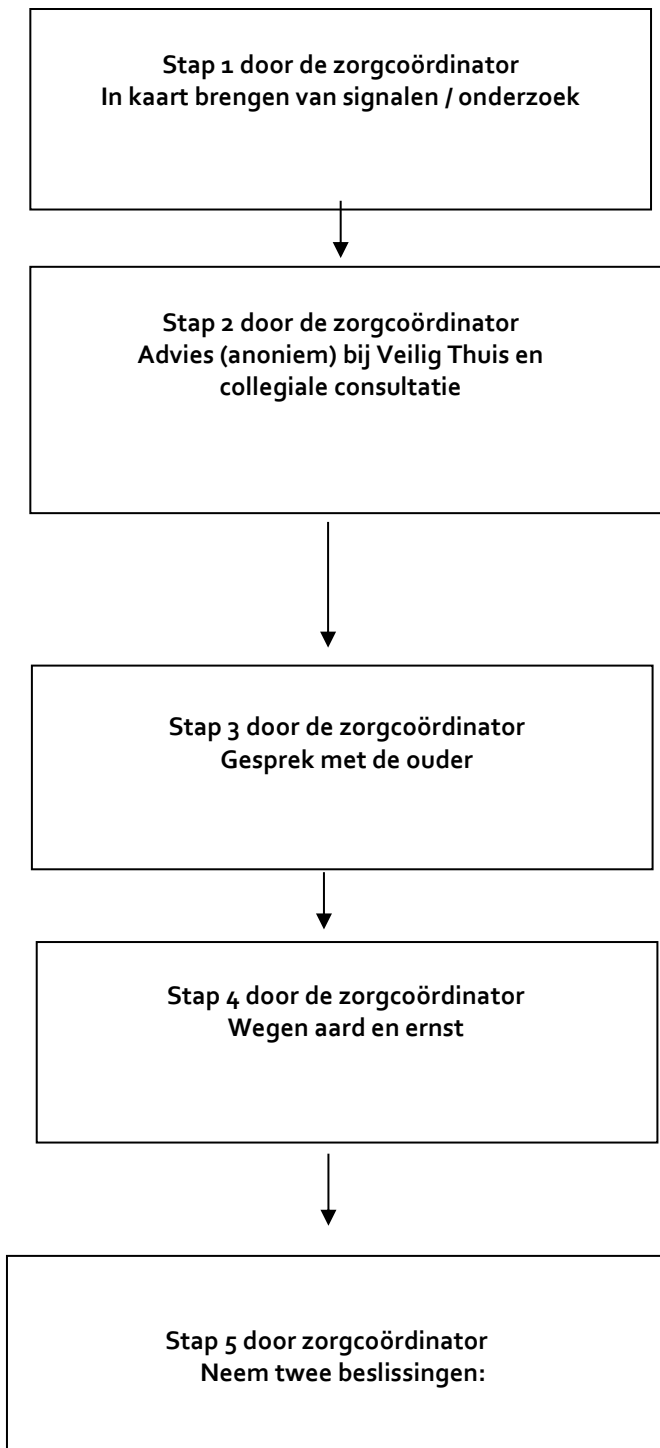 Stap 1 door de zorgcoördinator
In kaart brengen van signalen / onderzoek
Stap 2 door de zorgcoördinator
Advies (anoniem) bij Veilig Thuis en
collegiale consultatie
Stap 3 door de zorgcoördinator
Gesprek met de ouder
Stap 4 door de zorgcoördinator
Wegen aard en ernst
Stap 5 door zorgcoördinator
Neem twee beslissingen: